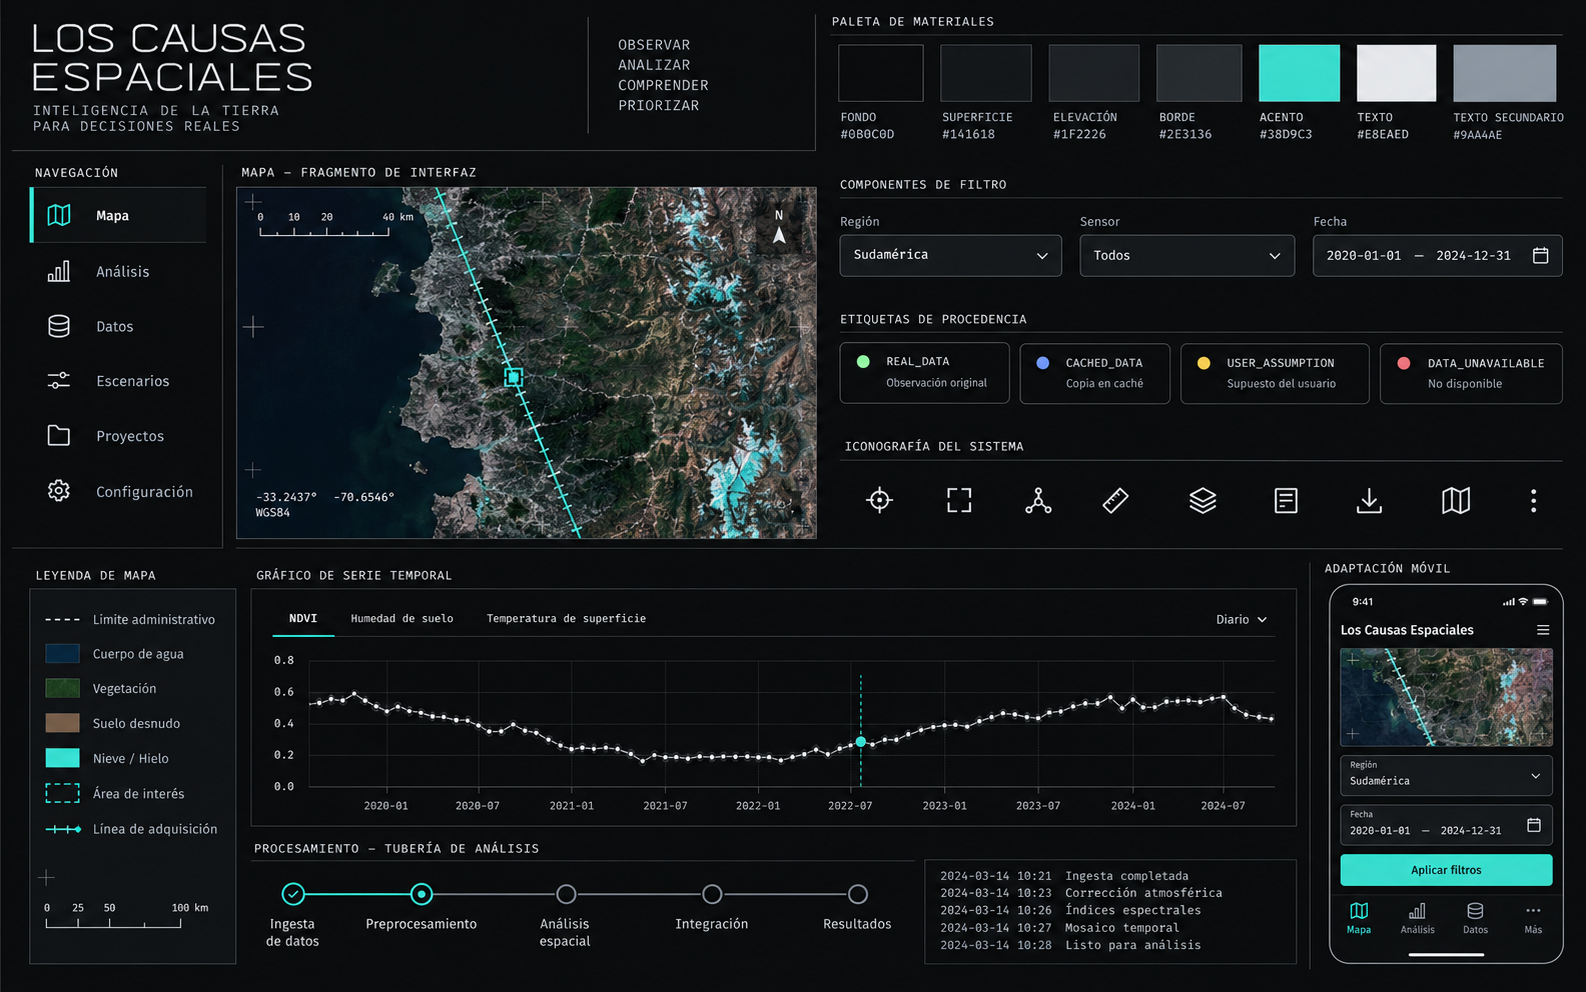 LOS CAUSAS
ESPACIALES
INTELIGENCIA DE LA TIERRA
PARA DECISIONES REALES
OBSERVAR
ANALIZAR
COMPRENDER
PRIORIZAR
PALETA DE MATERIALES
FONDO
#0B0C0D
SUPERFICIE
#141618
ELEVACIÓN
#1F2226
BORDE
#2E3136
ACENTO
#38D9C3
TEXTO
#E8EAED
TEXTO SECUNDARIO
#9AA4AE
NAVEGACIÓN
Mapa
Análisis
Datos
Escenarios
Proyectos
Configuración
MAPA – FRAGMENTO DE INTERFAZ
0 10 20 40 km
N
-33.2437° -70.6546°
WGS84
COMPONENTES DE FILTRO
Región
Sudamérica
Sensor
Todos
Fecha
2020-01-01 — 2024-12-31
ETIQUETAS DE PROCEDENCIA
REAL_DATA
Observación original
CACHED_DATA
Copia en caché
USER_ASSUMPTION
Supuesto del usuario
DATA_UNAVAILABLE
No disponible
ICONOGRAFÍA DEL SISTEMA
LEYENDA DE MAPA
Limite administrativo
Cuerpo de agua
Vegetación
Suelo desnudo
Nieve / Hielo
Área de interés
Línea de adquisición
0 25 50 100 km
GRÁFICO DE SERIE TEMPORAL
NDVI Humedad de suelo Temperatura de superficie
Diario
0.8
0.6
0.4
0.2
0.0
2020-01 2020-07 2021-01 2021-07 2022-01 2022-07 2023-01 2023-07 2024-01 2024-07
PROCESAMIENTO – TUBERÍA DE ANÁLISIS
Ingesta
de datos
Preprocesamiento
Análisis
espacial
Integración
Resultados
2024-03-14 10:21 Ingesta completada
2024-03-14 10:23 Corrección atmosférica
2024-03-14 10:26 Índices espectrales
2024-03-14 10:27 Mosaico temporal
2024-03-14 10:28 Listo para análisis
ADAPTACIÓN MÓVIL
9:41
Los Causas Espaciales
Región
Sudamérica
Fecha
2020-01-01 — 2024-12-31
Aplicar filtros
Mapa Análisis Datos Más